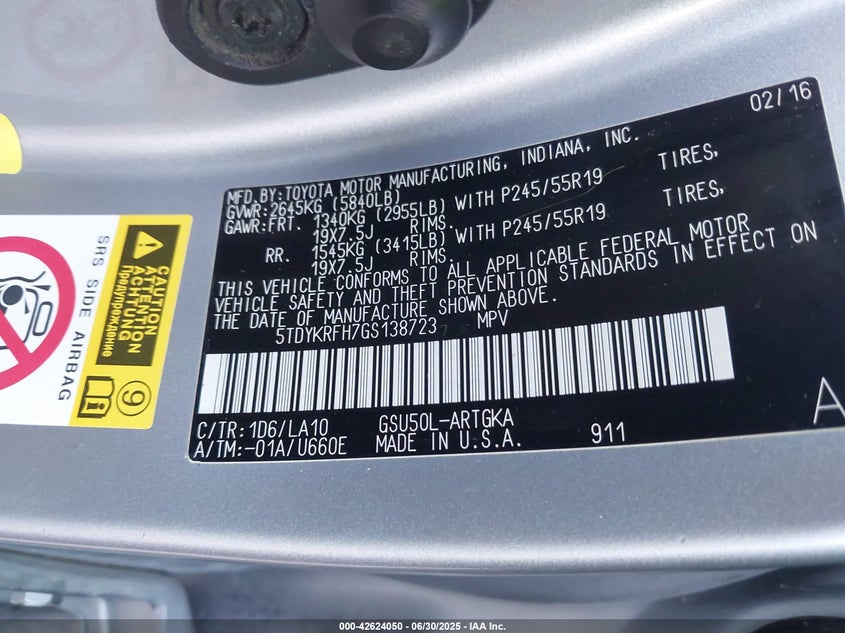 02/16
MFD.BY:TOYOTA MOTOR MANUFACTURING, INDIANA, INC.
GVWR:2645KG (5840LB)
GAWR:FRT. 1340KG (2955LB) WITH P245/55R19 TIRES,
19X7.5J RIMS.
RR. 1545KG (3415LB) WITH P245/55R19 TIRES,
19X7.5J RIMS.
THIS VEHICLE CONFORMS TO ALL APPLICABLE FEDERAL MOTOR
VEHICLE SAFETY AND THEFT PREVENTION STANDARDS IN EFFECT ON
THE DATE OF MANUFACTURE SHOWN ABOVE.
5TDYKRFH7GS138723 MPV
C/TR:1D6/LA10 GSU50L-ARTGKA
A/TM:-01A/U660E MADE IN U.S.A. 911
A
CAUTION
ATTENTION
ACHTUNG
Предупреждение
SRS SIDE AIRBAG
9
000-42624050 - 06/30/2025 - IAA Inc.